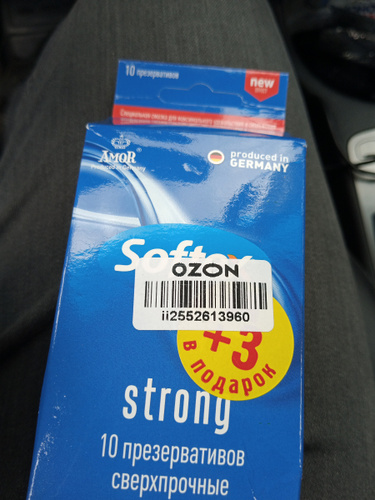 10 презервативов
new
AMOR®
produced in
GERMANY
OZON
ii2552613960
+3
в подарок
strong
10 презервативов
сверхпрочные